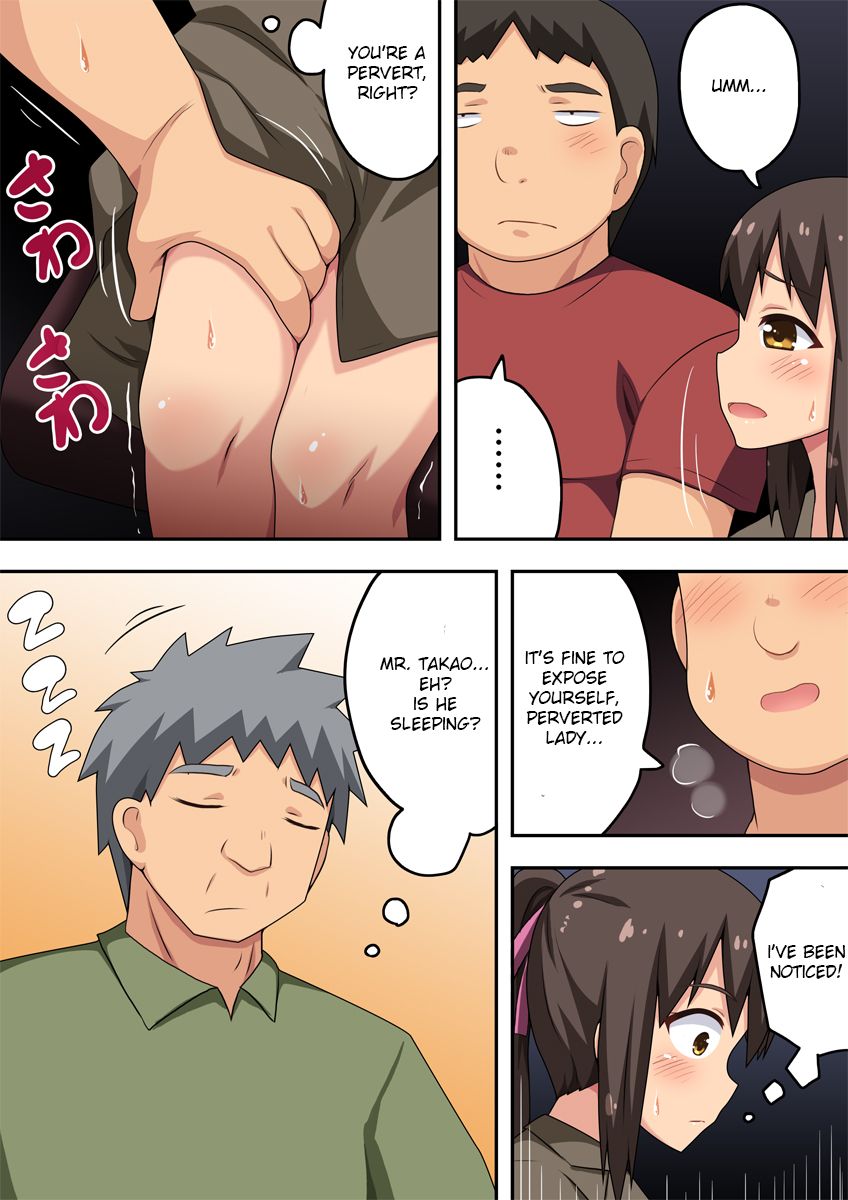 UMM...
......
YOU'RE A
PERVERT,
RIGHT?
さわ
さわ
IT'S FINE TO
EXPOSE
YOURSELF,
PERVERTED
LADY...
MR. TAKAO...
EH?
IS HE
SLEEPING?
ZZZ
I'VE BEEN
NOTICED!